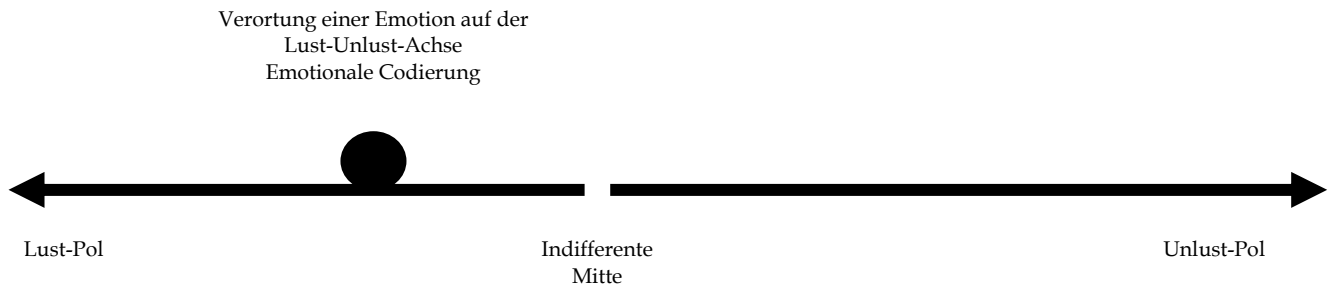 Verortung einer Emotion auf der
Lust-Unlust-Achse
Emotionale Codierung
Lust-Pol
Indifferente
Mitte
Unlust-Pol